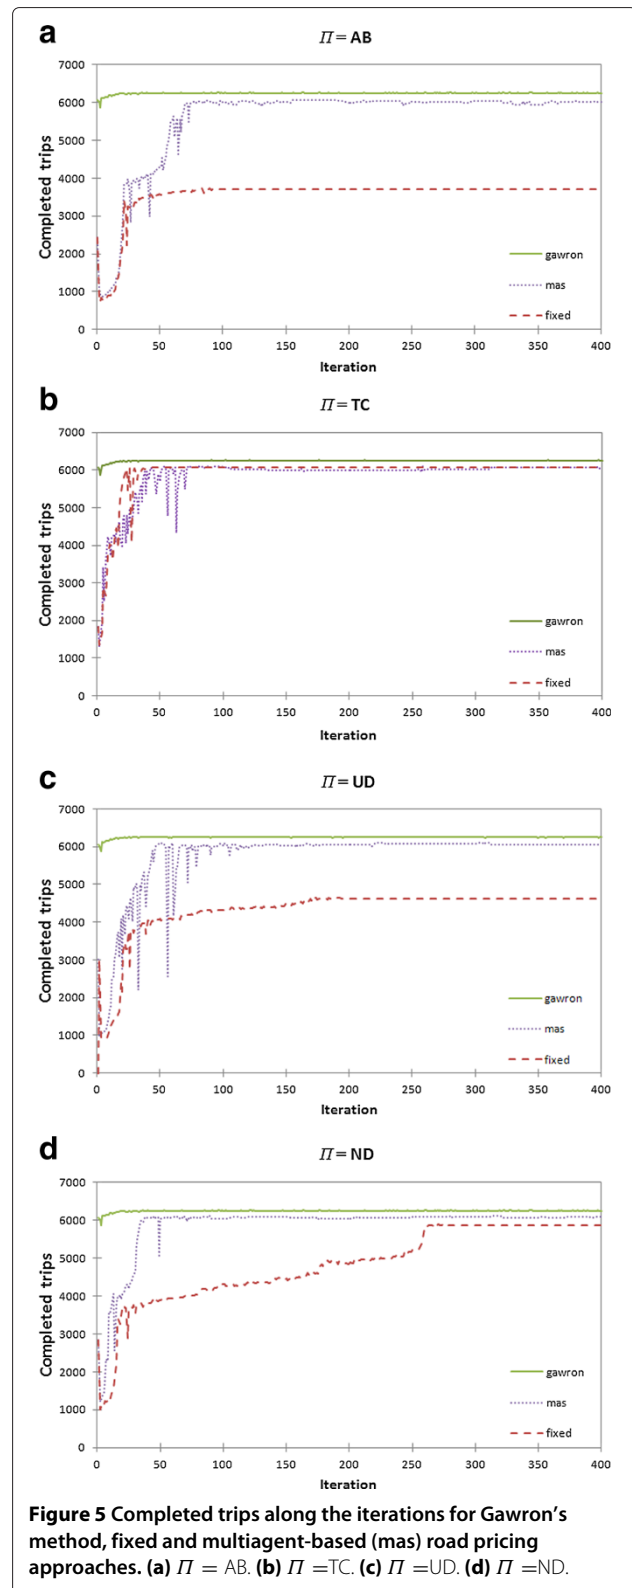 a
Π = AB
7000
6000
5000
4000
3000
2000
1000
0
Completed trips
gawron
mas
fixed
0 50 100 150 200 250 300 350 400
Iteration
b
Π = TC
7000
6000
5000
4000
3000
2000
1000
0
Completed trips
gawron
mas
fixed
0 50 100 150 200 250 300 350 400
Iteration
c
Π = UD
7000
6000
5000
4000
3000
2000
1000
0
Completed trips
gawron
mas
fixed
0 50 100 150 200 250 300 350 400
Iteration
d
Π = ND
7000
6000
5000
4000
3000
2000
1000
0
Completed trips
gawron
mas
fixed
0 50 100 150 200 250 300 350 400
Iteration
Figure 5 Completed trips along the iterations for Gawron's
method, fixed and multiagent-based (mas) road pricing
approaches. (a) Π = AB. (b) Π =TC. (c) Π =UD. (d) Π =ND.